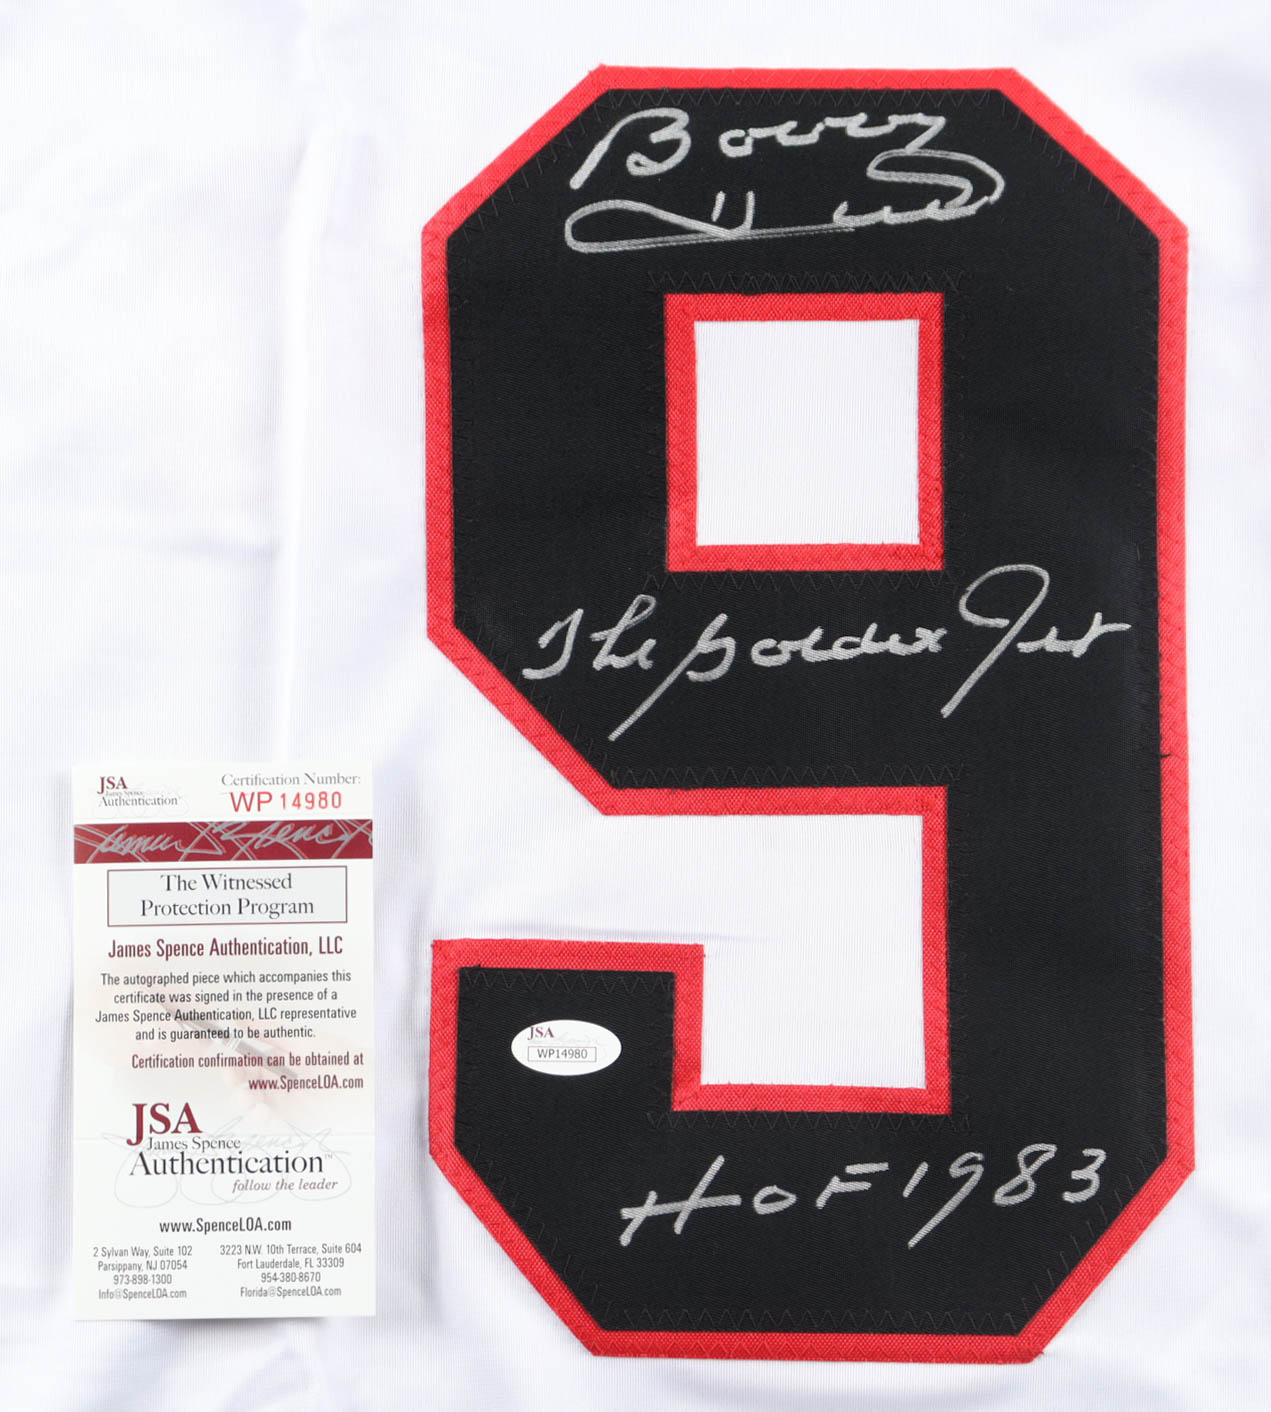 Bobby
Hull
The Golden Jet
HOF 1983
9
JSA
WP14980
JSA
James Spence
Authentication
Certification Number:
WP 14980
James Spence
The Witnessed
Protection Program
James Spence Authentication, LLC
The autographed piece which accompanies this
certificate was signed in the presence of a
James Spence Authentication, LLC representative
and is guaranteed to be authentic.
Certification confirmation can be obtained at
www.SpenceLOA.com
JSA
James Spence
Authentication™
follow the leader
www.SpenceLOA.com
2 Sylvan Way, Suite 102
Parsippany, NJ 07054
973-898-1300
Info@SpenceLOA.com
3223 N.W. 10th Terrace, Suite 604
Fort Lauderdale, FL 33309
954-380-8670
Florida@SpenceLOA.com